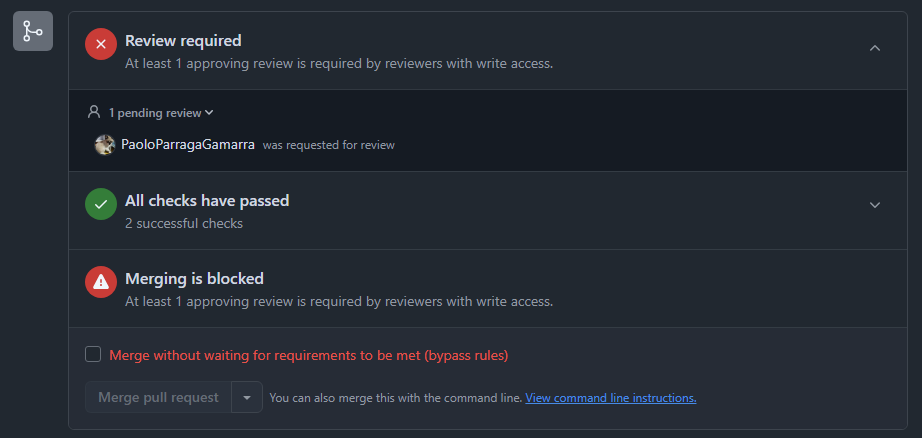 Review required
At least 1 approving review is required by reviewers with write access.
1 pending review
PaoloParragaGamarra was requested for review
All checks have passed
2 successful checks
Merging is blocked
At least 1 approving review is required by reviewers with write access.
Merge without waiting for requirements to be met (bypass rules)
Merge pull request
You can also merge this with the command line. View command line instructions.